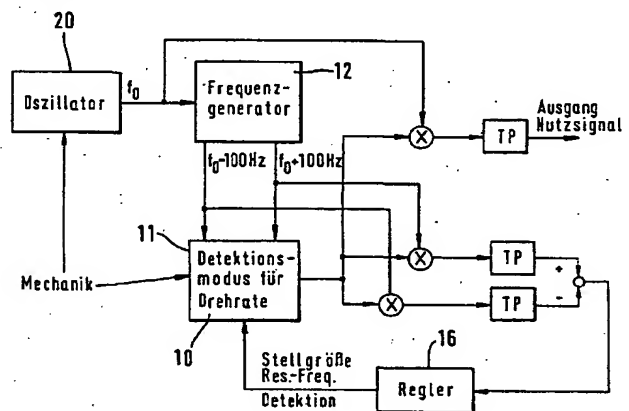 20
12
Oszillator
f0
Frequenz-
generator
Ausgang
Nutzsignal
X
TP
f0-100Hz
f0+100Hz
11
Detektions-
modus für
Drehrate
Mechanik
X
TP
+
X
TP
-
10
16
Stellgröße
Res.-Freq.
Detektion
Regler